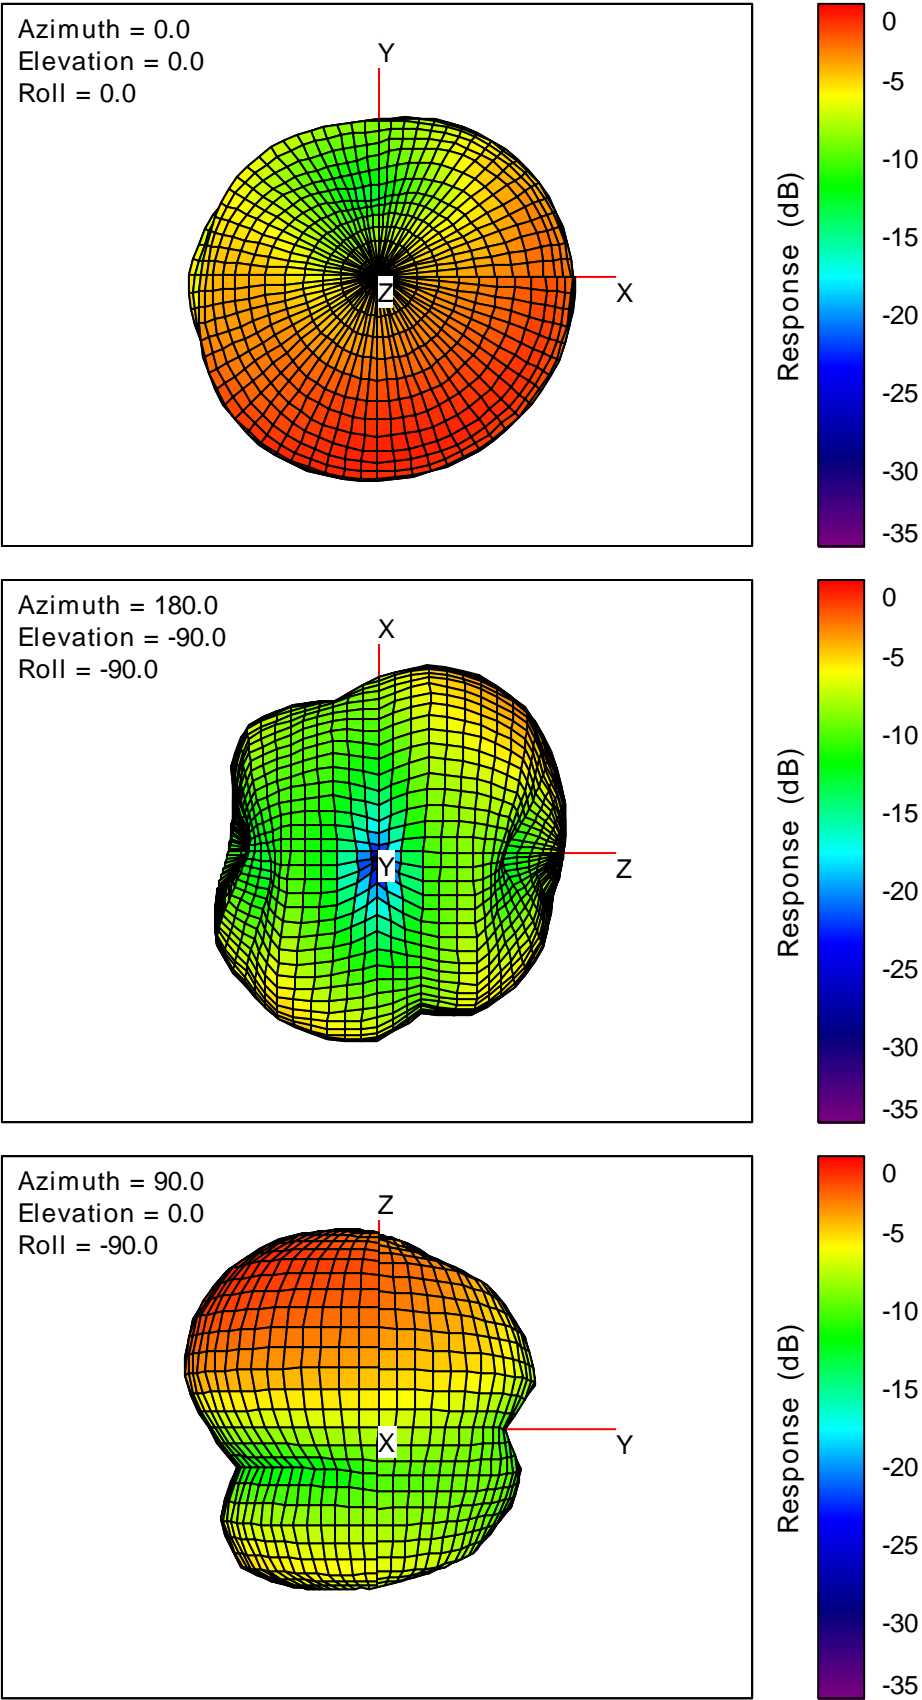 Azimuth = 0.0
Elevation = 0.0
Roll = 0.0
Y
X
Z
0
-5
-10
-15
-20
-25
-30
-35
Response (dB)
Azimuth = 180.0
Elevation = -90.0
Roll = -90.0
X
Z
Y
0
-5
-10
-15
-20
-25
-30
-35
Response (dB)
Azimuth = 90.0
Elevation = 0.0
Roll = -90.0
Z
Y
X
0
-5
-10
-15
-20
-25
-30
-35
Response (dB)